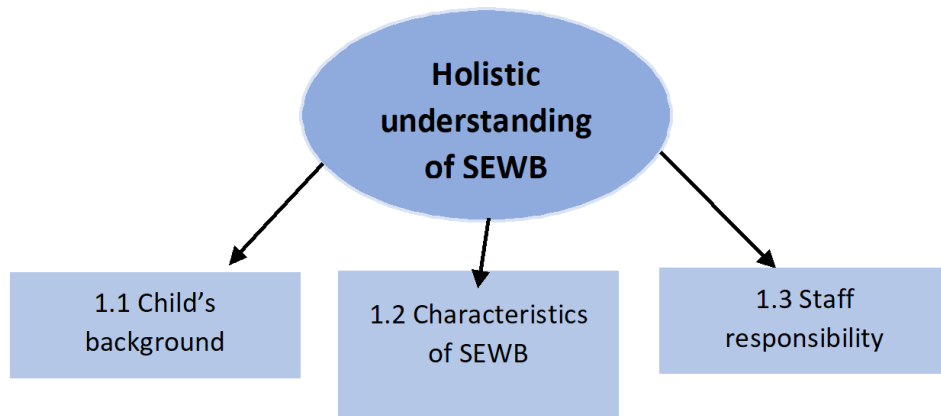 Holistic
understanding
of SEWB
1.1 Child’s
background
1.2 Characteristics
of SEWB
1.3 Staff
responsibility